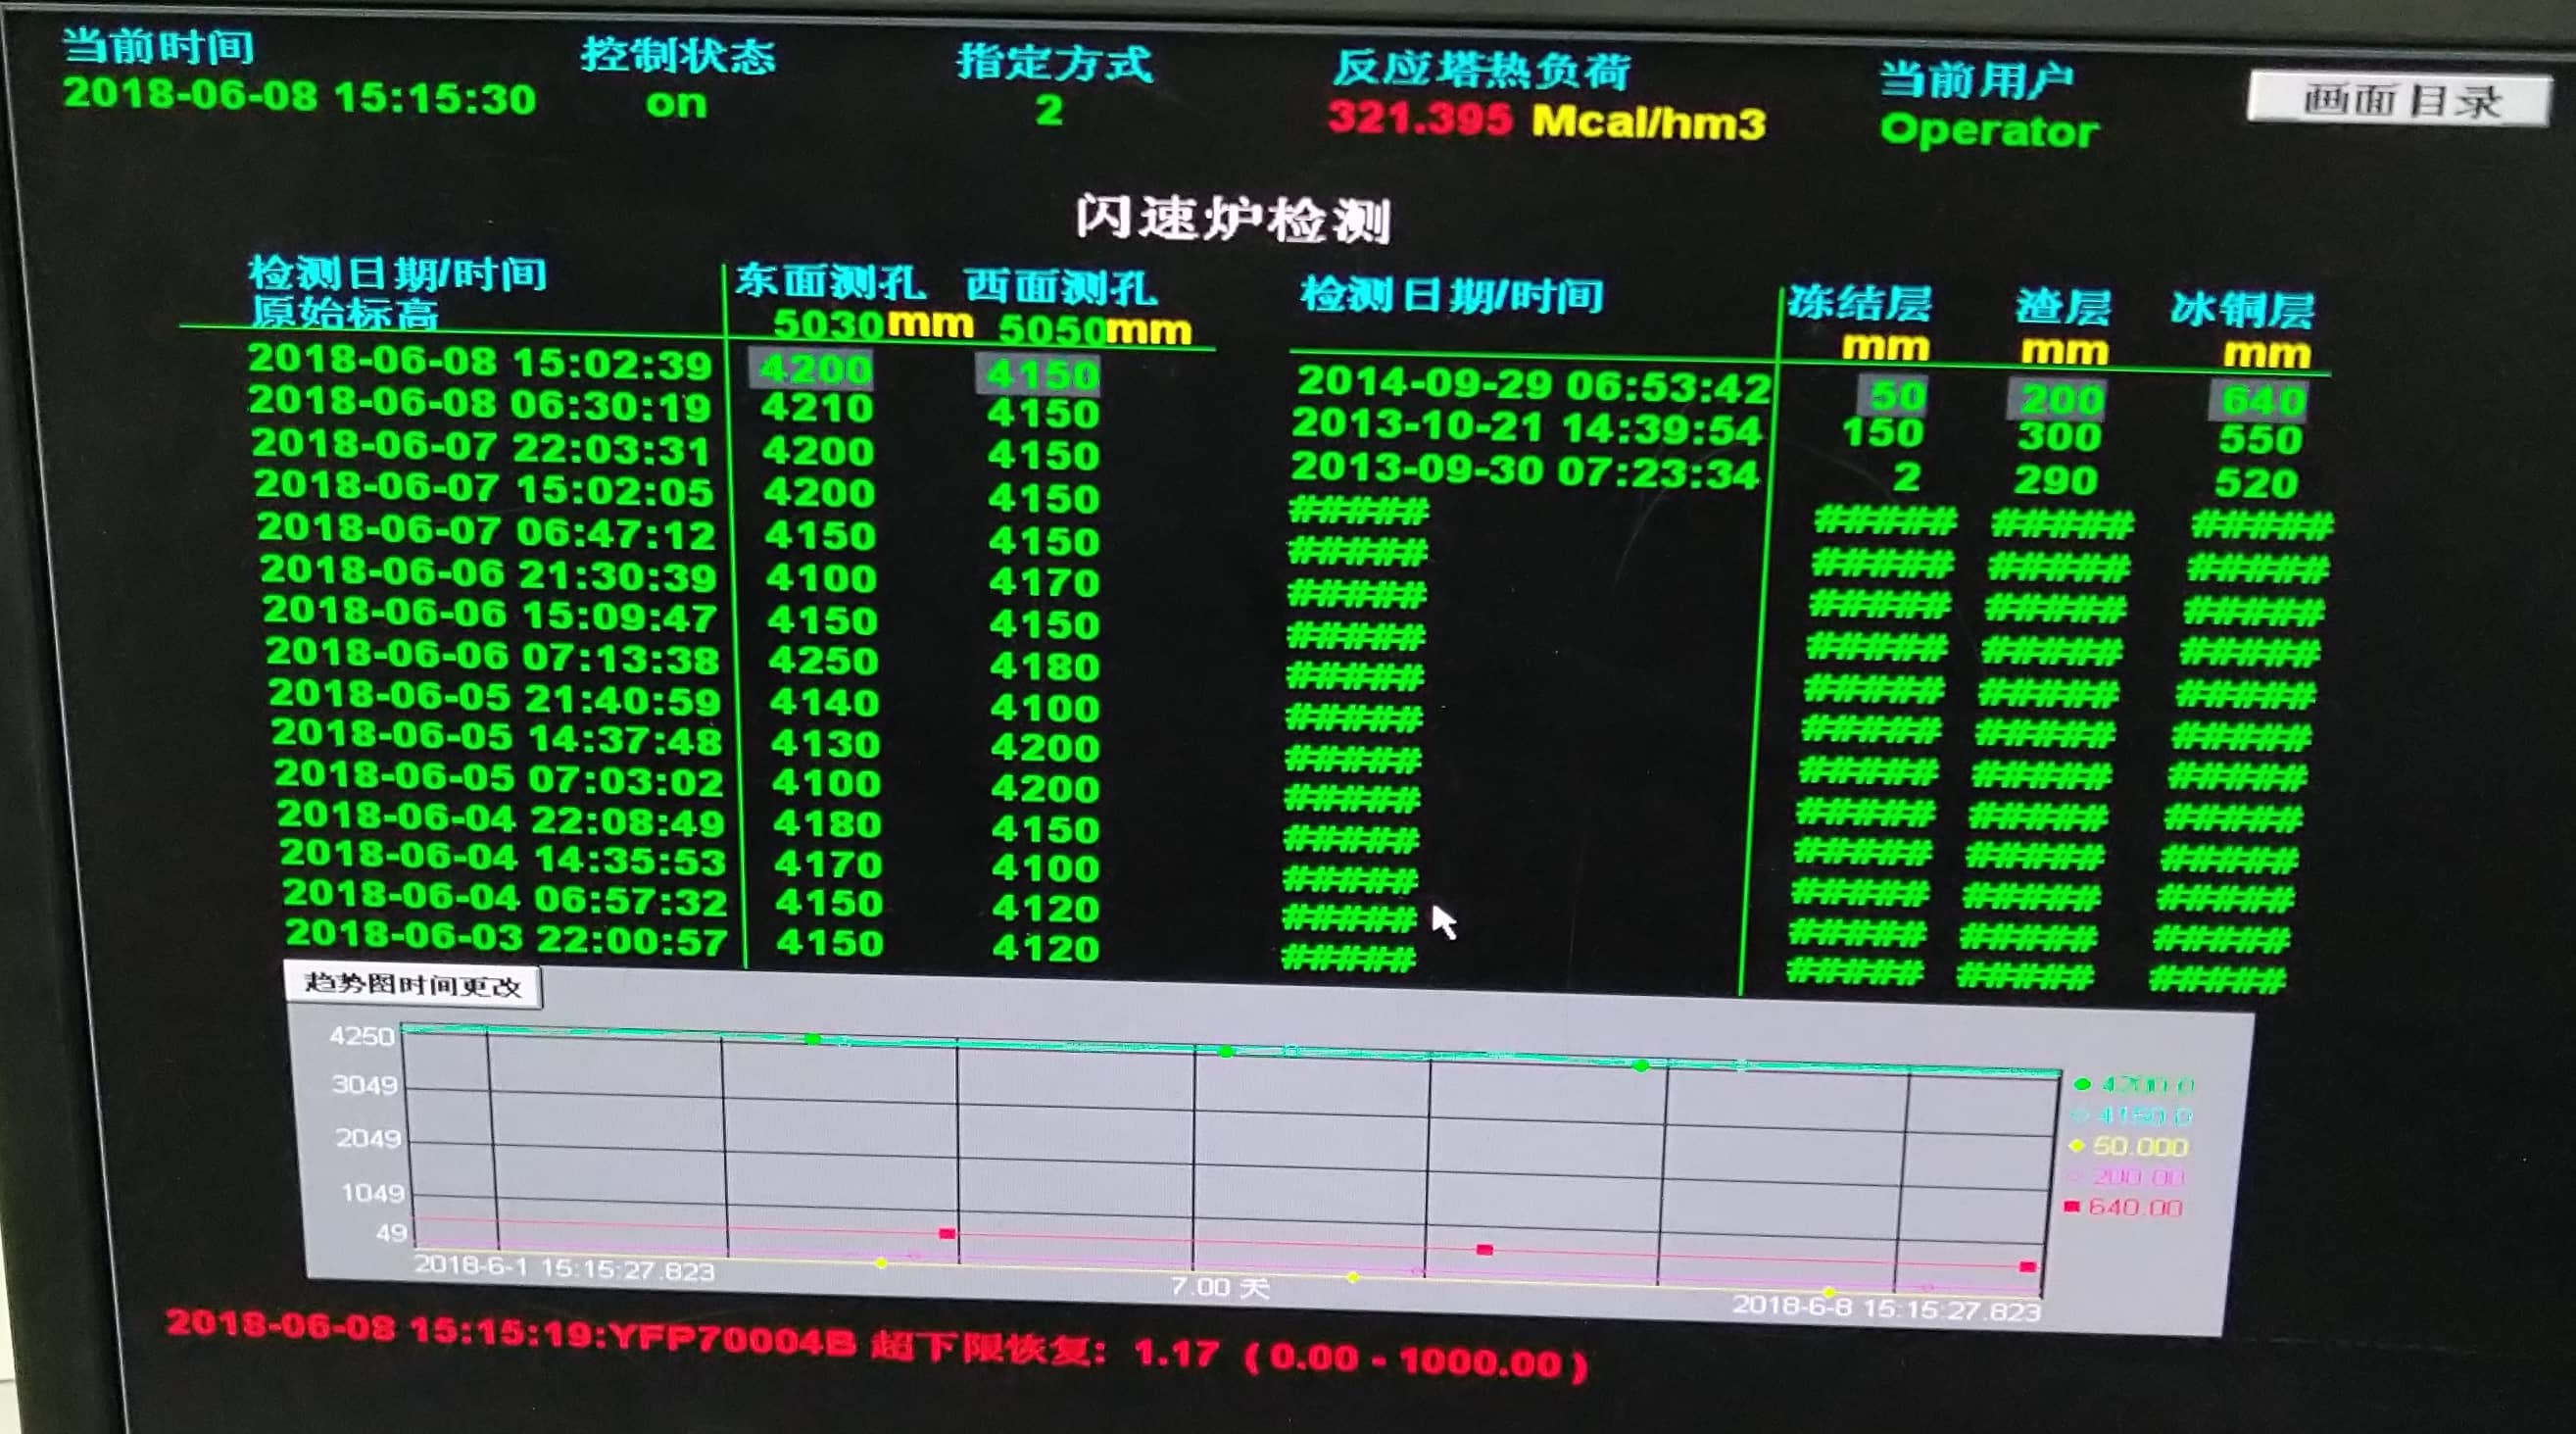 当前时间 控制状态 指定方式 反应塔热负荷 当前用户 画面目录
2018-06-08 15:15:30 on 2 321.395 Mcal/hm3 Operator
闪速炉检测
检测日期/时间 东面测孔 西面测孔 检测日期/时间 冻结层 渣层 冰铜层
原始标高 5030mm 5050mm mm mm mm
2018-06-08 15:02:39 4200 4150 2014-09-29 06:53:42 50 200 640
2018-06-08 06:30:19 4210 4150 2013-10-21 14:39:54 150 300 550
2018-06-07 22:03:31 4200 4150 2013-09-30 07:23:34 2 290 520
2018-06-07 15:02:05 4200 4150 ##### ##### ##### #####
2018-06-07 06:47:12 4150 4150 ##### ##### ##### #####
2018-06-06 21:30:39 4100 4170 ##### ##### ##### #####
2018-06-06 15:09:47 4150 4150 ##### ##### ##### #####
2018-06-06 07:13:38 4250 4180 ##### ##### ##### #####
2018-06-05 21:40:59 4140 4100 ##### ##### ##### #####
2018-06-05 14:37:48 4130 4200 ##### ##### ##### #####
2018-06-05 07:03:02 4100 4200 ##### ##### ##### #####
2018-06-04 22:08:49 4180 4150 ##### ##### ##### #####
2018-06-04 14:35:53 4170 4100 ##### ##### ##### #####
2018-06-04 06:57:32 4150 4120 ##### ##### ##### #####
2018-06-03 22:00:57 4150 4120 ##### ##### ##### #####
趋势图时间更改
4250
3049
2049
1049
49
4200.0
4150.0
50.000
200.00
640.00
2018-6-1 15:15:27.823 7.00 天 2018-6-8 15:15:27.823
2018-06-08 15:15:19:YFP70004B 超下限恢复: 1.17 (0.00 - 1000.00)